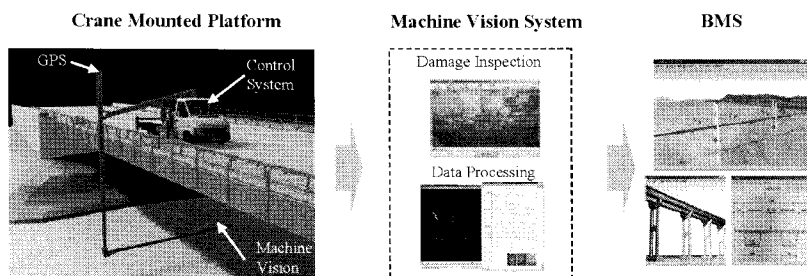 Crane Mounted Platform
Machine Vision System
BMS
GPS
Control
System
Machine
Vision
Damage Inspection
Data Processing